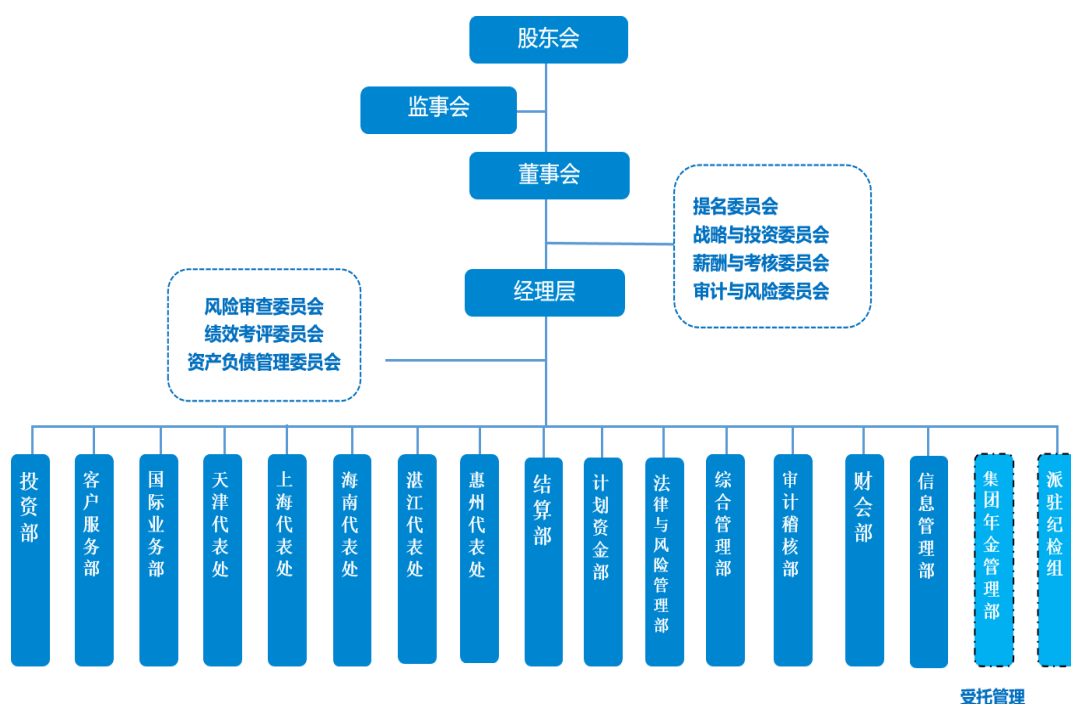 股东会
监事会
董事会
提名委员会
战略与投资委员会
薪酬与考核委员会
审计与风险委员会
经理层
风险审查委员会
绩效考评委员会
资产负债管理委员会
投资部
客户服务部
国际业务部
天津代表处
上海代表处
海南代表处
湛江代表处
惠州代表处
结算部
计划资金部
法律与风险管理部
综合管理部
审计稽核部
财会部
信息管理部
集团年金管理部
派驻纪检组
受托管理